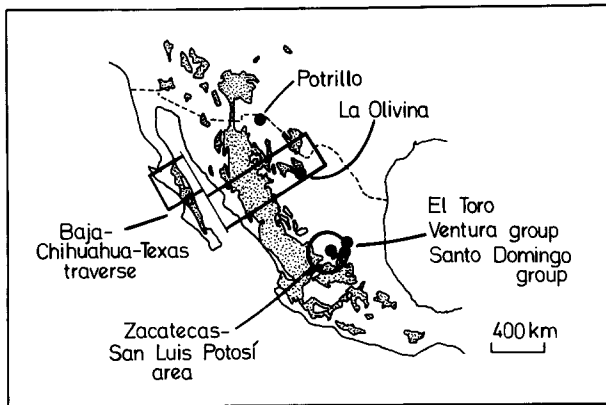 Potrillo
La Olivina
Baja-
Chihuahua-Texas
traverse
El Toro
Ventura group
Santo Domingo
group
Zacatecas-
San Luis Potosí
area
400 km